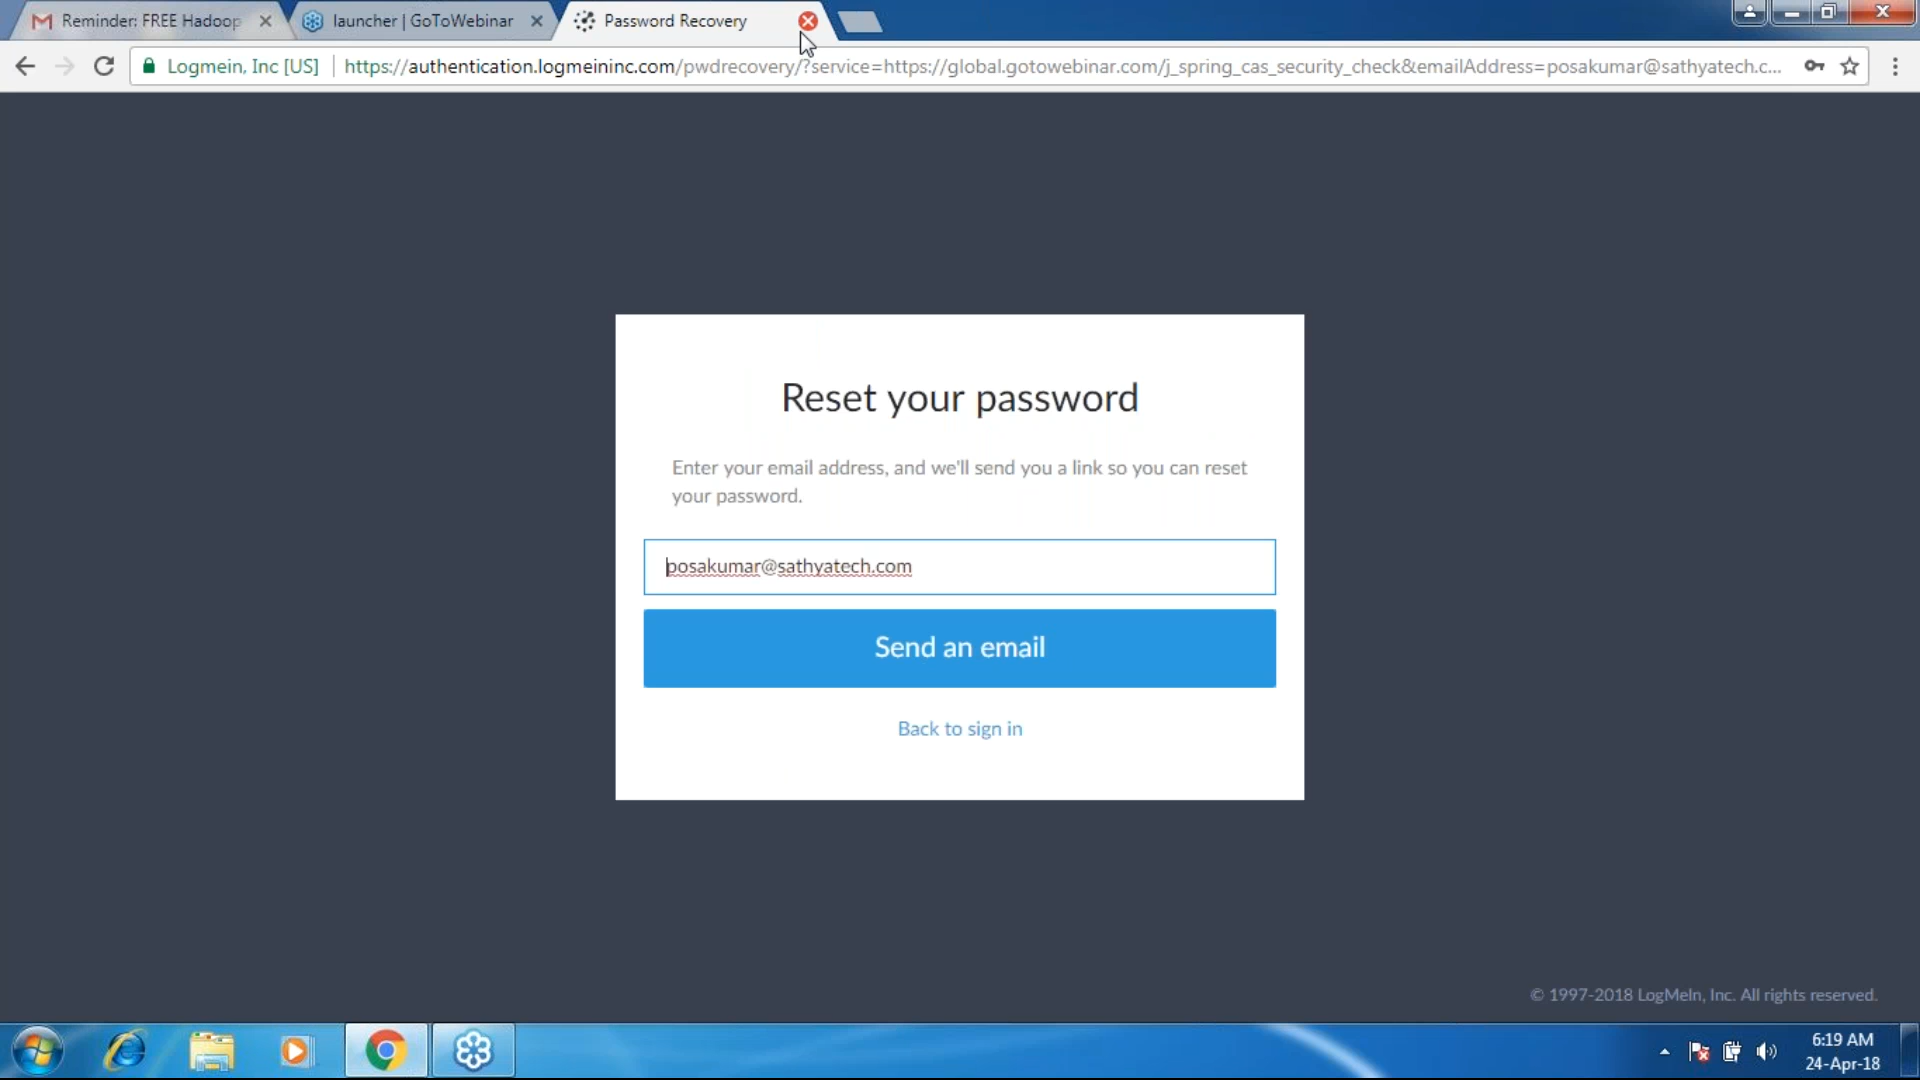 Reminder: FREE Hadoop
launcher | GoToWebinar
Password Recovery
Logmein, Inc [US]
https://authentication.logmeininc.com/pwdrecovery/?service=https://global.gotowebinar.com/j_spring_cas_security_check&emailAddress=posakumar@sathyatech.c...
Reset your password
Enter your email address, and we'll send you a link so you can reset
your password.
posakumar@sathyatech.com
Send an email
Back to sign in
© 1997-2018 LogMeIn, Inc. All rights reserved.
6:19 AM
24-Apr-18